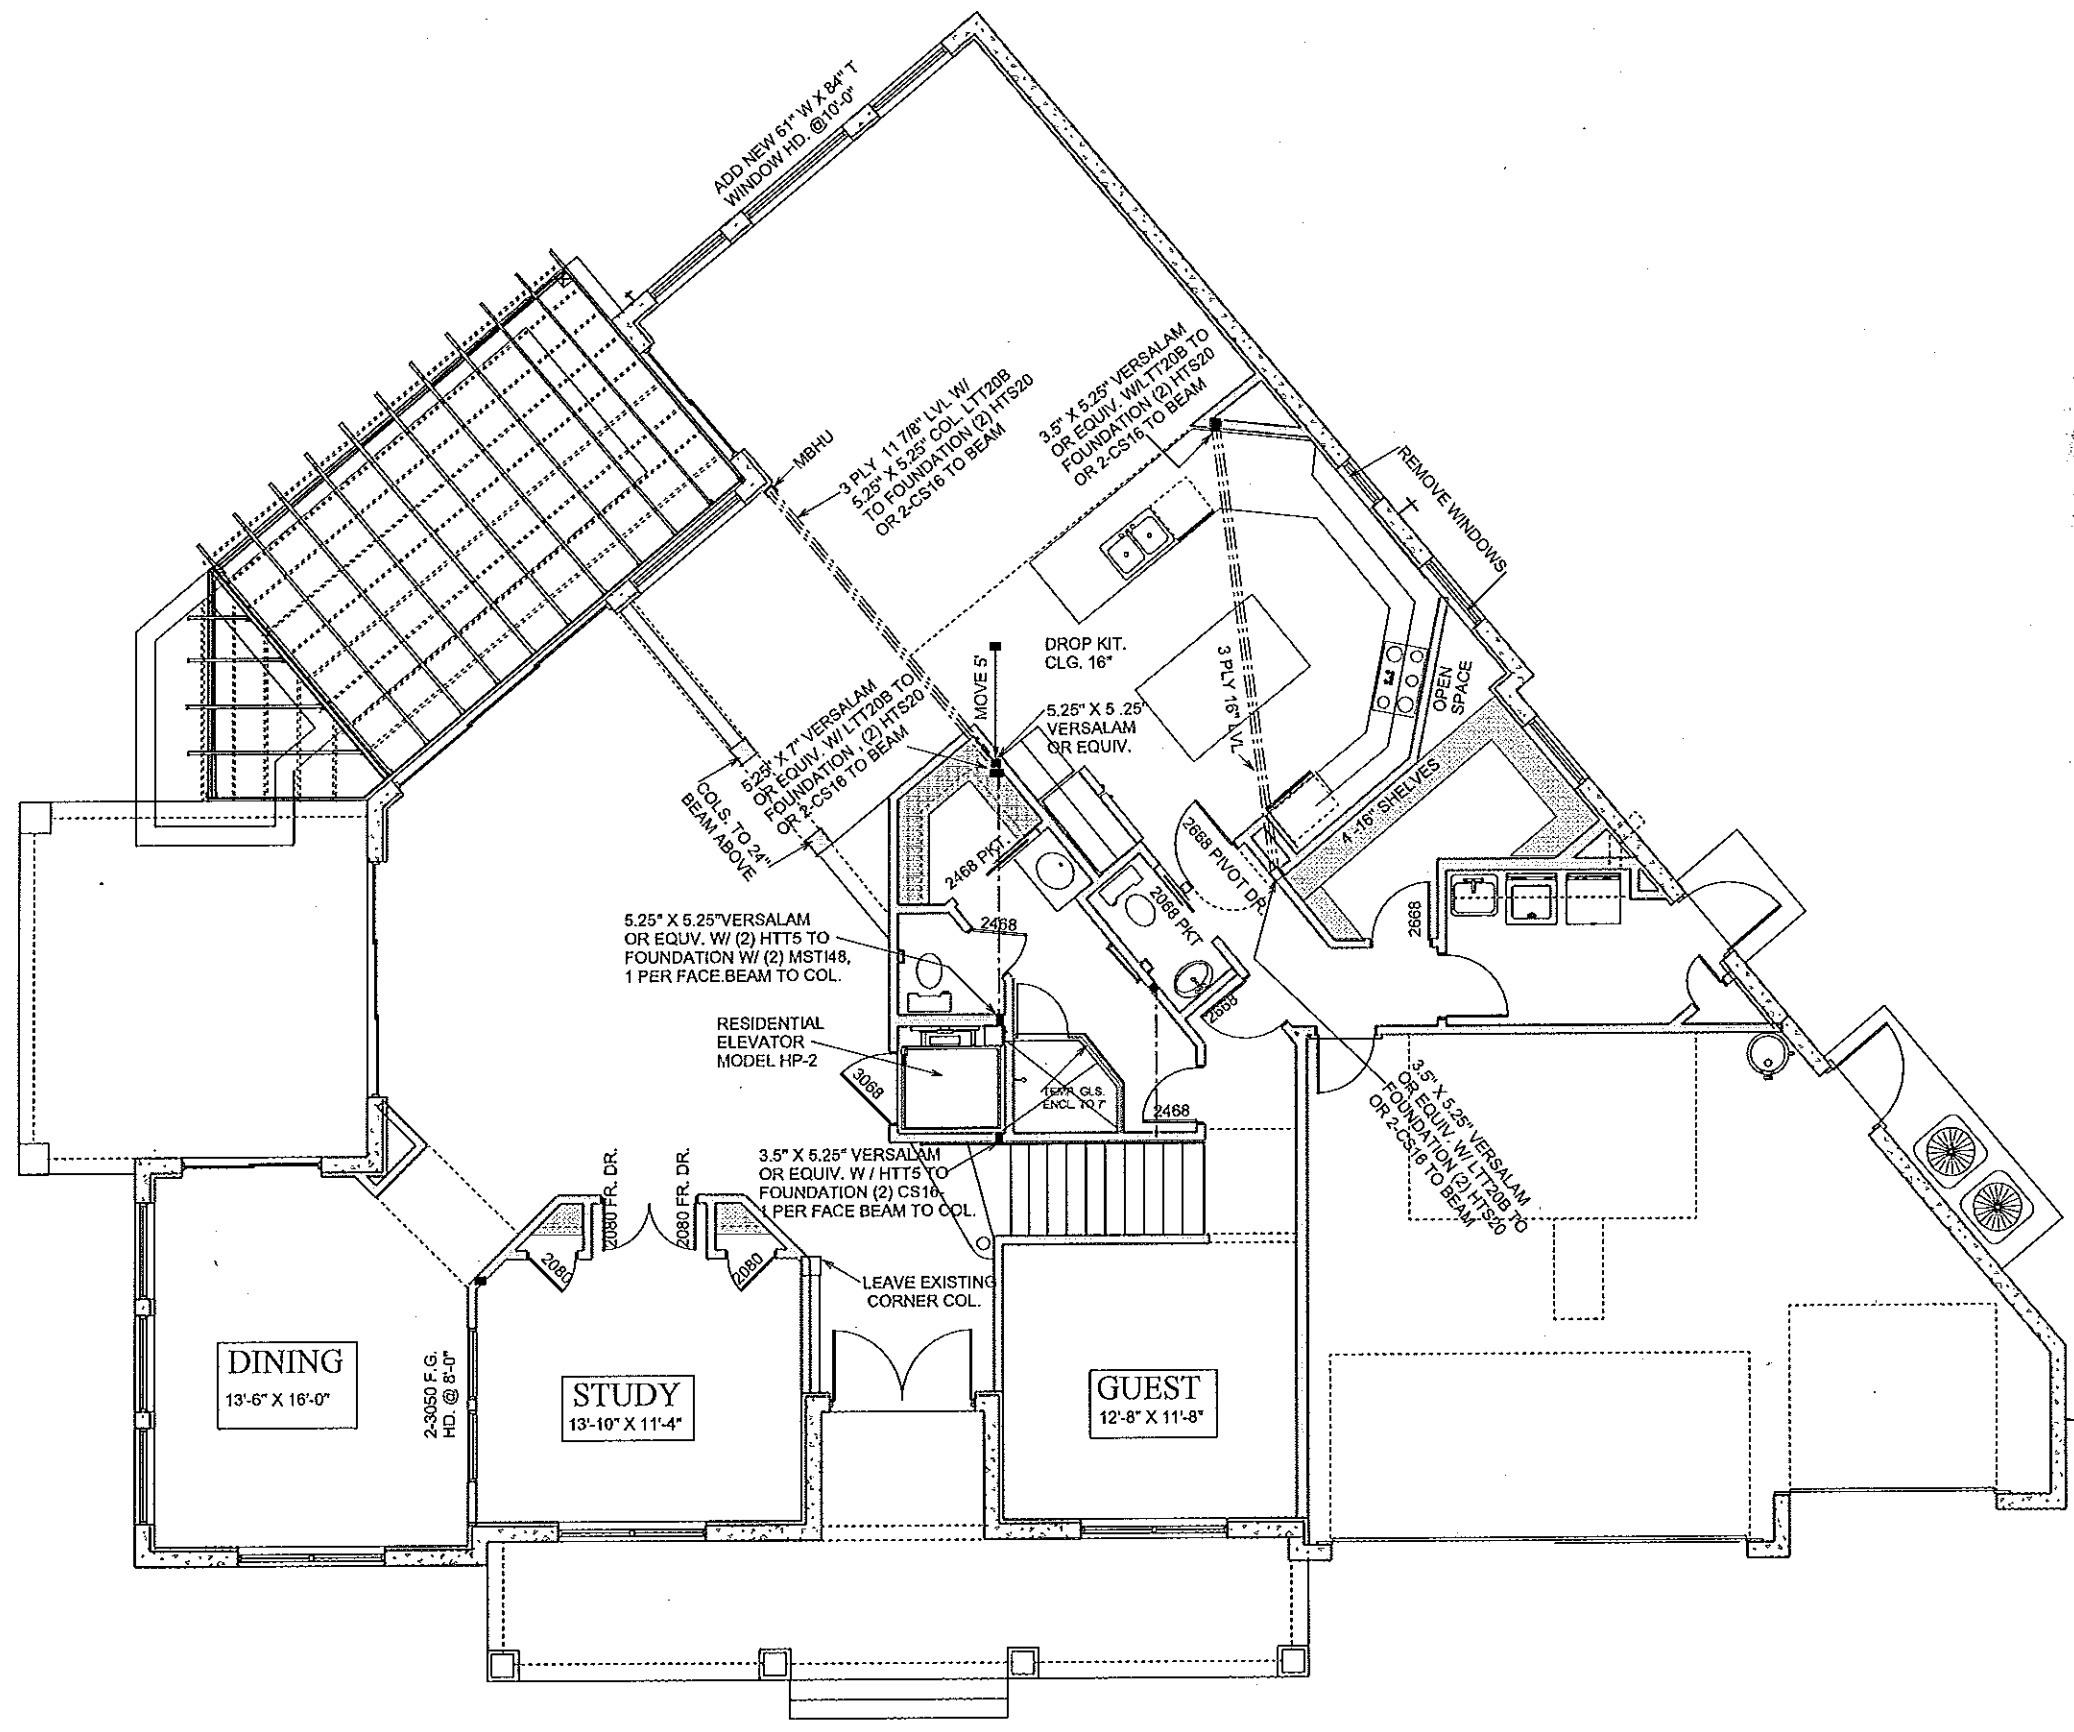 ADD NEW 61" W X 84" T
WINDOW HD. @10'-0"
MBHU
3 PLY 11 7/8" LVL W/
5.25" X 5.25" COL. LTT20B
TO FOUNDATION (2) HTS20
OR 2-CS16 TO BEAM
3.5" X 5.25" VERSALAM
OR EQUIV. W/LTT20B TO
FOUNDATION (2) HTS20
OR 2-CS16 TO BEAM
REMOVE WINDOWS
DROP KIT.
CLG. 16"
MOVE 5'
3 PLY 16" LVL
OPEN
SPACE
5.25" X 5.25"
VERSALAM
OR EQUIV.
5.25" X 7" VERSALAM
OR EQUIV. W/ LTT20B TO
FOUNDATION , (2) HTS20
OR 2-CS16 TO BEAM
COLS. TO 24"
BEAM ABOVE
4 -16" SHELVES
2468 PKT
2668 PIVOT DR.
2068 PKT
2468
2668
5.25" X 5.25"VERSALAM
OR EQUV. W/ (2) HTT5 TO
FOUNDATION W/ (2) MSTI48,
1 PER FACE.BEAM TO COL.
2668
RESIDENTIAL
ELEVATOR
MODEL HP-2
3068
TEMP. GLS.
ENCL. TO 7'
2468
3.5" X 5.25" VERSALAM
OR EQUIV. W/ LTT20B TO
FOUNDATION (2) HTS20
OR 2-CS16 TO BEAM
3.5" X 5.25" VERSALAM
OR EQUIV. W / HTT5 TO
FOUNDATION (2) CS16-
1 PER FACE BEAM TO COL.
2080 FR. DR.
2080 FR. DR.
2080
2080
LEAVE EXISTING
CORNER COL.
DINING
13'-6" X 16'-0"
2-3050 F.G.
HD. @ 8'-0"
STUDY
13'-10" X 11'-4"
GUEST
12'-8" X 11'-8"